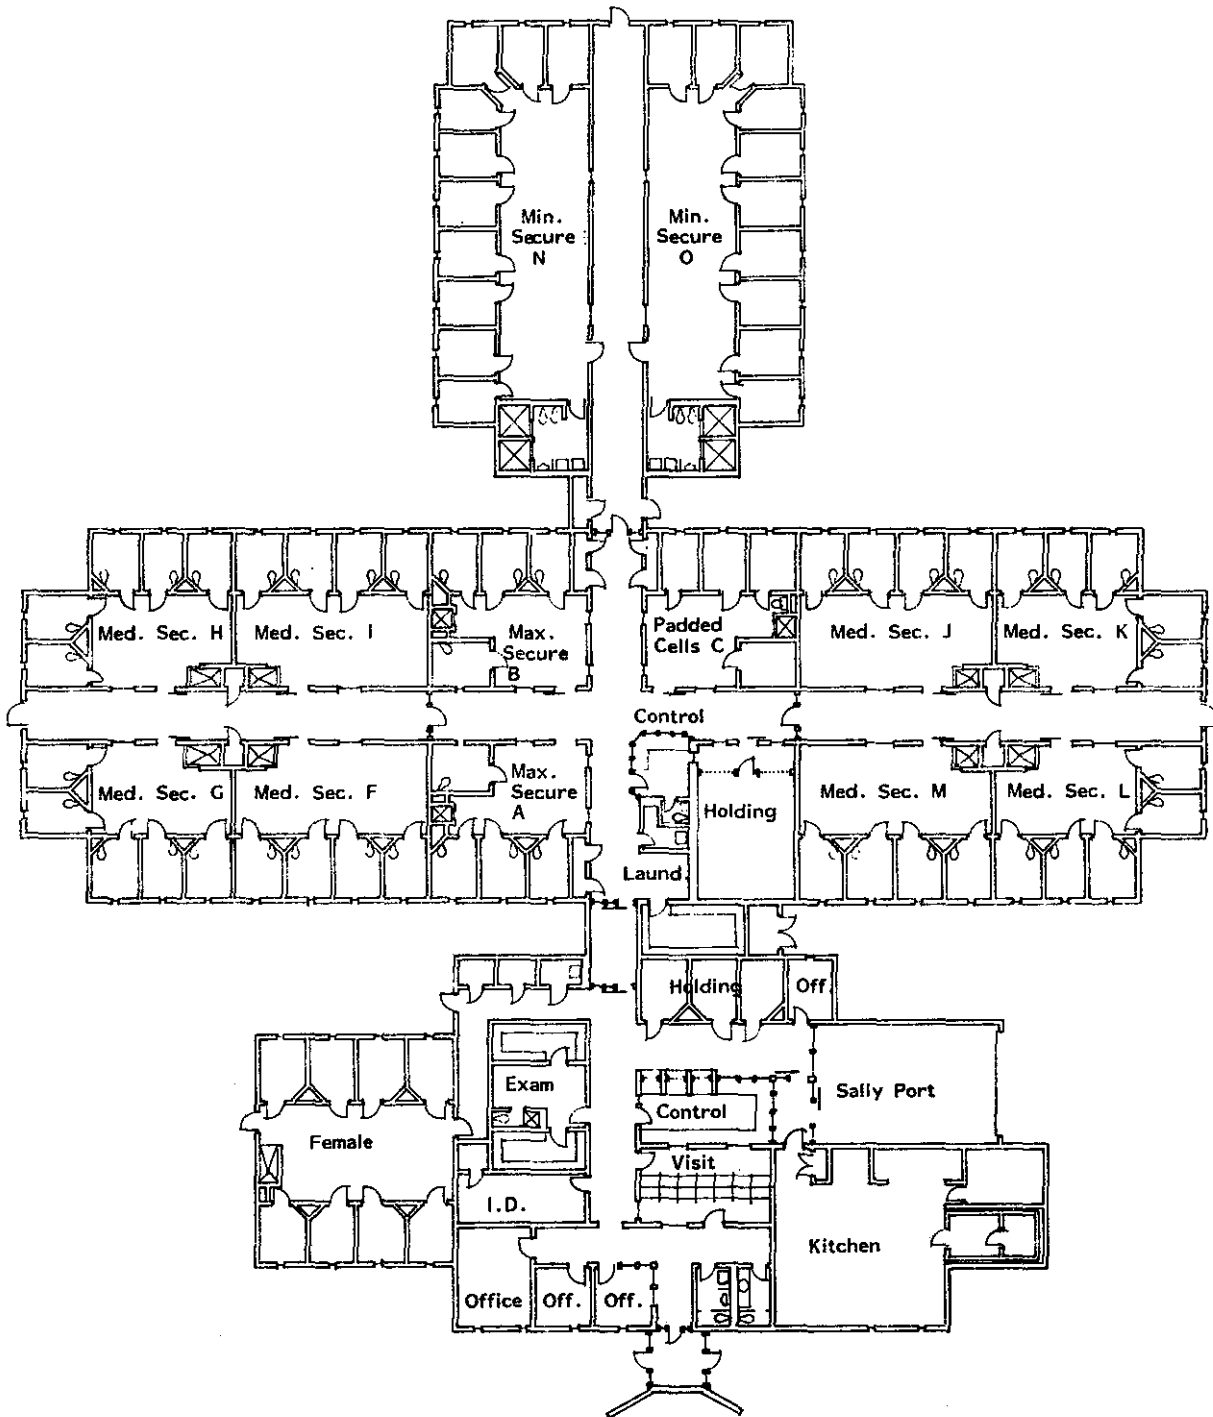 Min.
Secure
N
Min.
Secure
O
Med. Sec. H
Med. Sec. I
Max.
Secure
B
Padded
Cells C
Med. Sec. J
Med. Sec. K
Control
Med. Sec. G
Med. Sec. F
Max.
Secure
A
Holding
Med. Sec. M
Med. Sec. L
Laund.
Holding
Off.
Exam
Control
Sally Port
Female
Visit
I.D.
Kitchen
Office
Off.
Off.